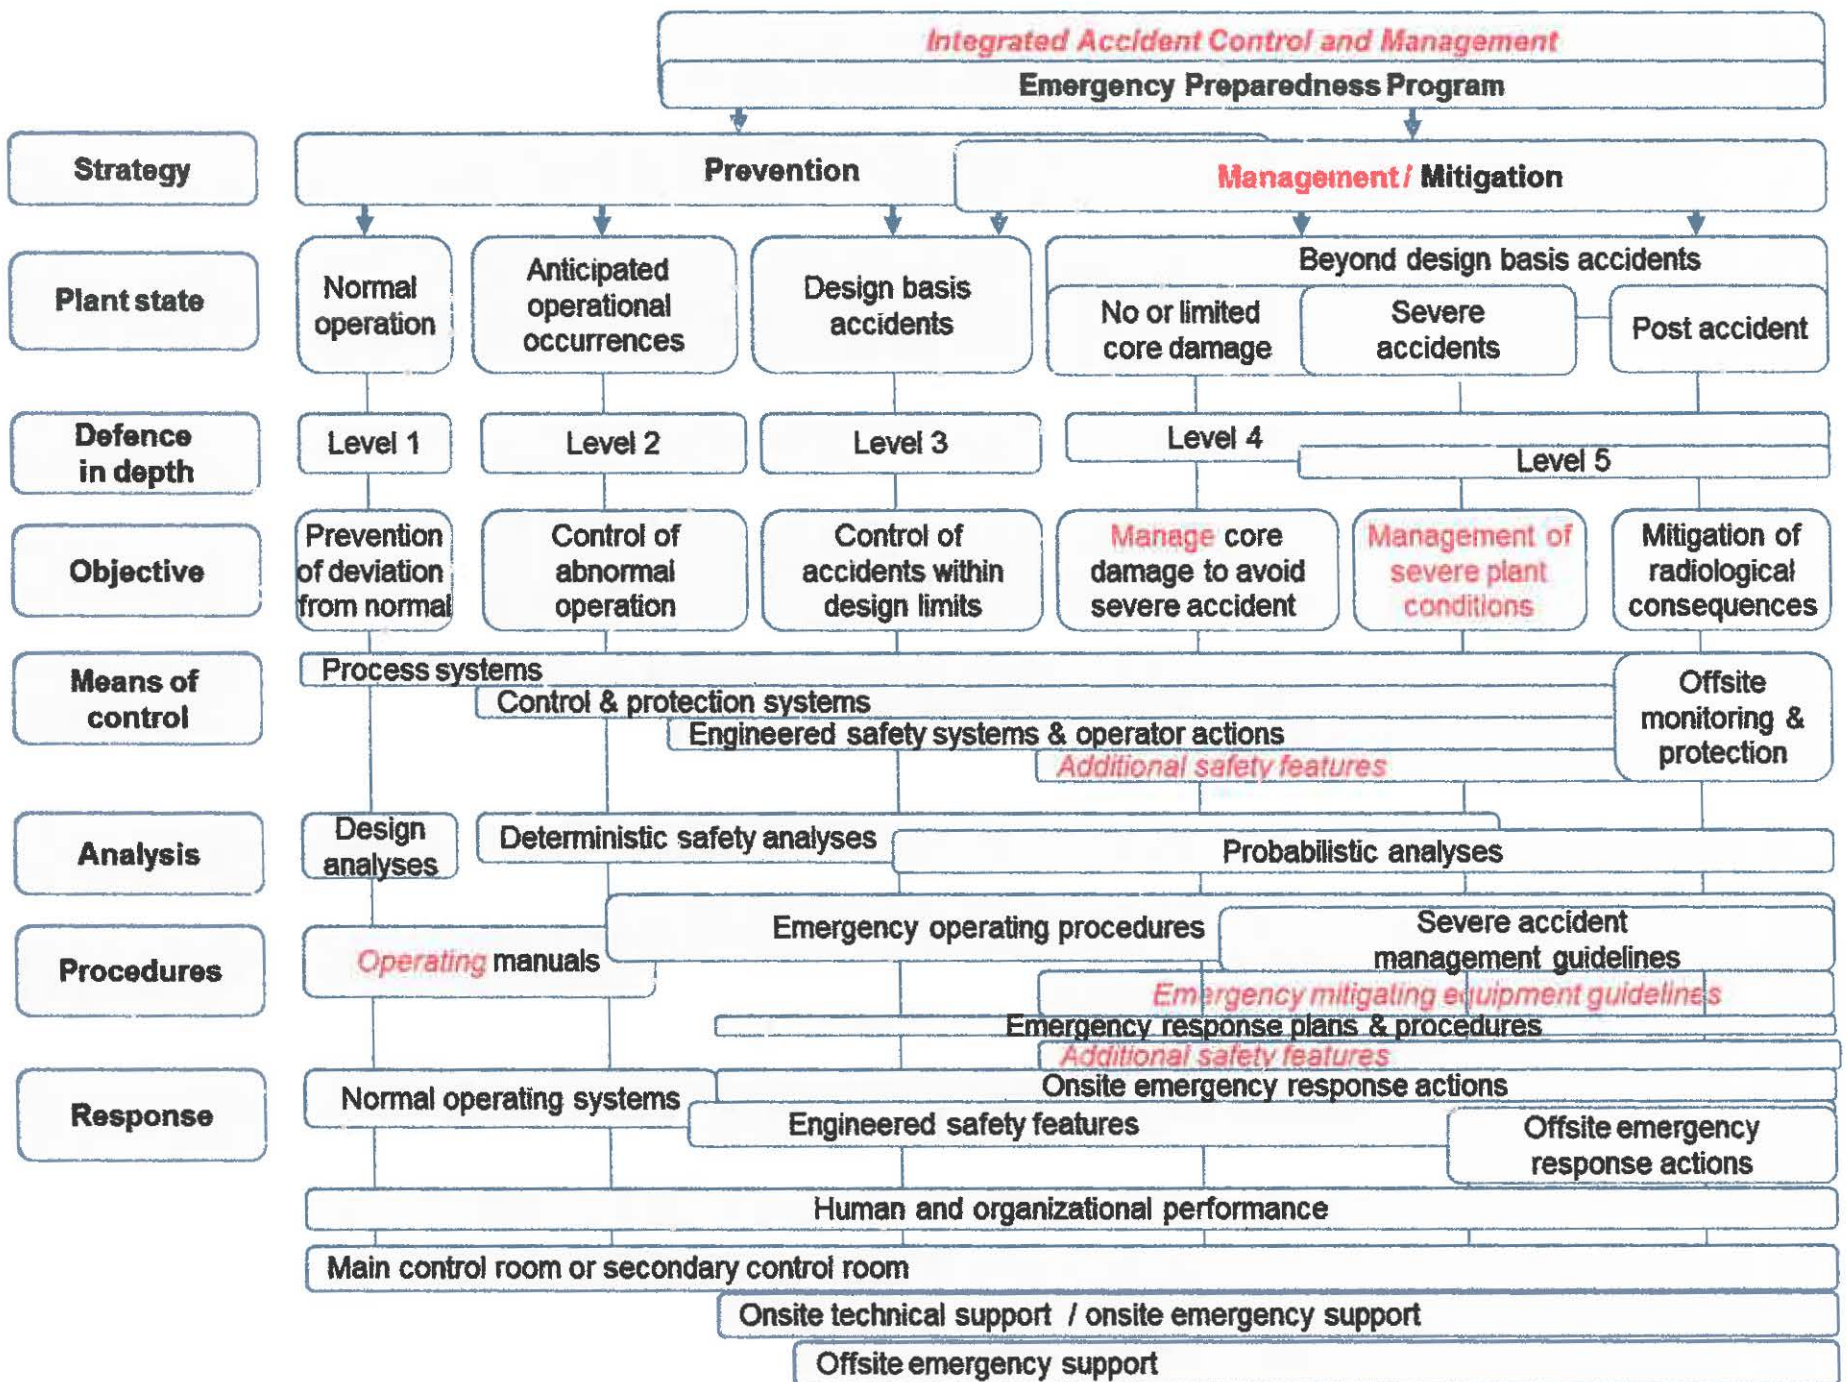 Integrated Accident Control and Management
Emergency Preparedness Program
Strategy
Prevention
Management / Mitigation
Plant state
Normal
operation
Anticipated
operational
occurrences
Design basis
accidents
Beyond design basis accidents
No or limited
core damage
Severe
accidents
Post accident
Defence
in depth
Level 1
Level 2
Level 3
Level 4
Level 5
Objective
Prevention
of deviation
from normal
Control of
abnormal
operation
Control of
accidents within
design limits
Manage core
damage to avoid
severe accident
Management of
severe plant
conditions
Mitigation of
radiological
consequences
Means of
control
Process systems
Control & protection systems
Engineered safety systems & operator actions
Additional safety features
Offsite
monitoring &
protection
Analysis
Design
analyses
Deterministic safety analyses
Probabilistic analyses
Procedures
Operating manuals
Emergency operating procedures
Severe accident
management guidelines
Emergency mitigating equipment guidelines
Emergency response plans & procedures
Additional safety features
Response
Normal operating systems
Onsite emergency response actions
Engineered safety features
Offsite emergency
response actions
Human and organizational performance
Main control room or secondary control room
Onsite technical support / onsite emergency support
Offsite emergency support